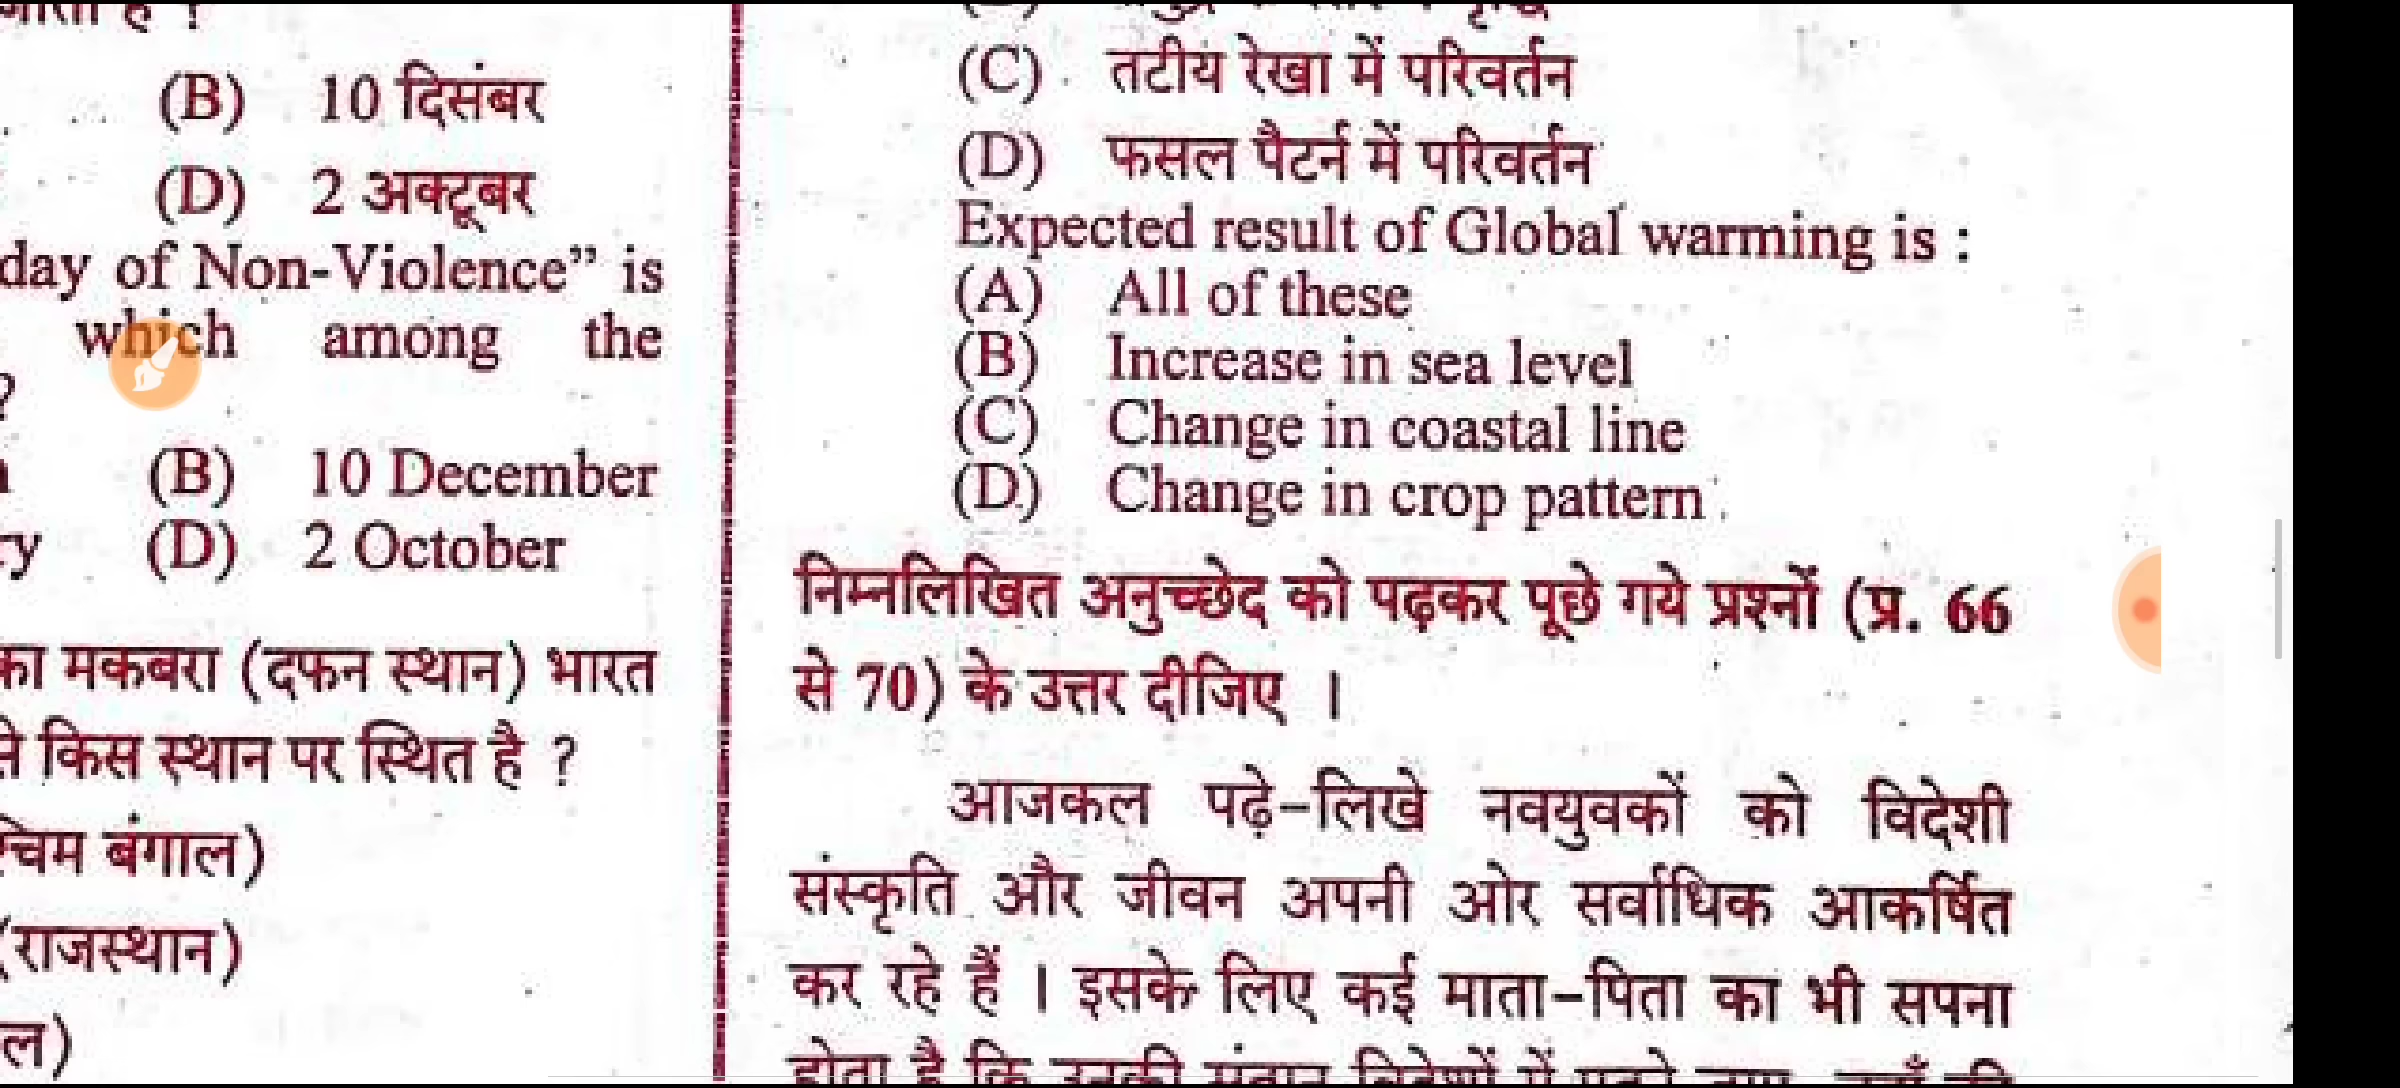 (B) 10 दिसंबर
(D) 2 अक्टूबर
day of Non-Violence” is
which among the
?
(B) 10 December
(D) 2 October
का मकबरा (दफन स्थान) भारत
से किस स्थान पर स्थित है ?
बंगाल)
(राजस्थान)
(C) तटीय रेखा में परिवर्तन
(D) फसल पैटर्न में परिवर्तन
Expected result of Global warming is :
(A) All of these
(B) Increase in sea level
(C) Change in coastal line
(D) Change in crop pattern
निम्नलिखित अनुच्छेद को पढ़कर पूछे गये प्रश्नों (प्र. 66
से 70) के उत्तर दीजिए ।
आजकल पढ़े-लिखे नवयुवकों को विदेशी
संस्कृति और जीवन अपनी ओर सर्वाधिक आकर्षित
कर रहे हैं । इसके लिए कई माता-पिता का भी सपना
होता है कि उनकी संतान विदेशों में